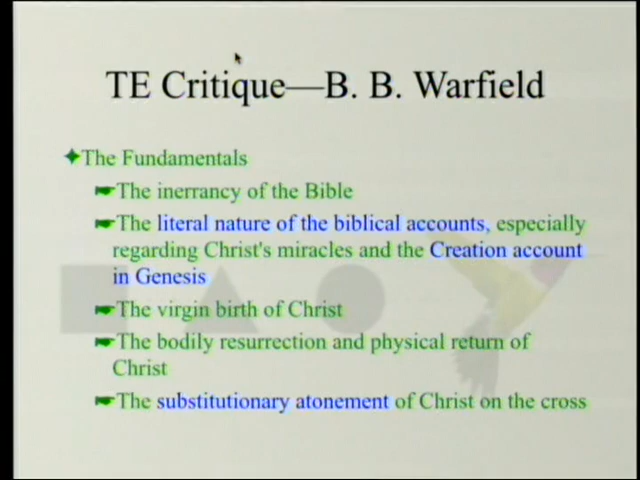 TE Critique—B. B. Warfield
The Fundamentals
The inerrancy of the Bible
The literal nature of the biblical accounts, especially
regarding Christ's miracles and the Creation account
in Genesis
The virgin birth of Christ
The bodily resurrection and physical return of
Christ
The substitutionary atonement of Christ on the cross